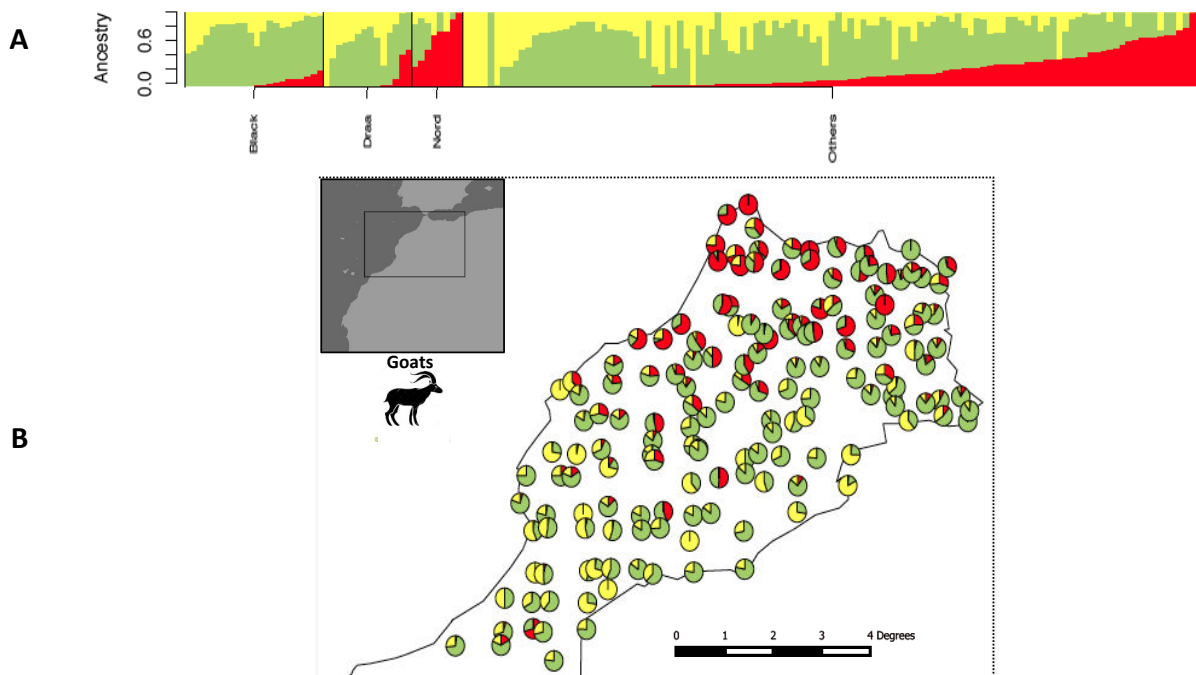 A
Ancestry
0.6
0.0
Black
Draa
Nord
Others
Goats
B
0 1 2 3 4 Degrees